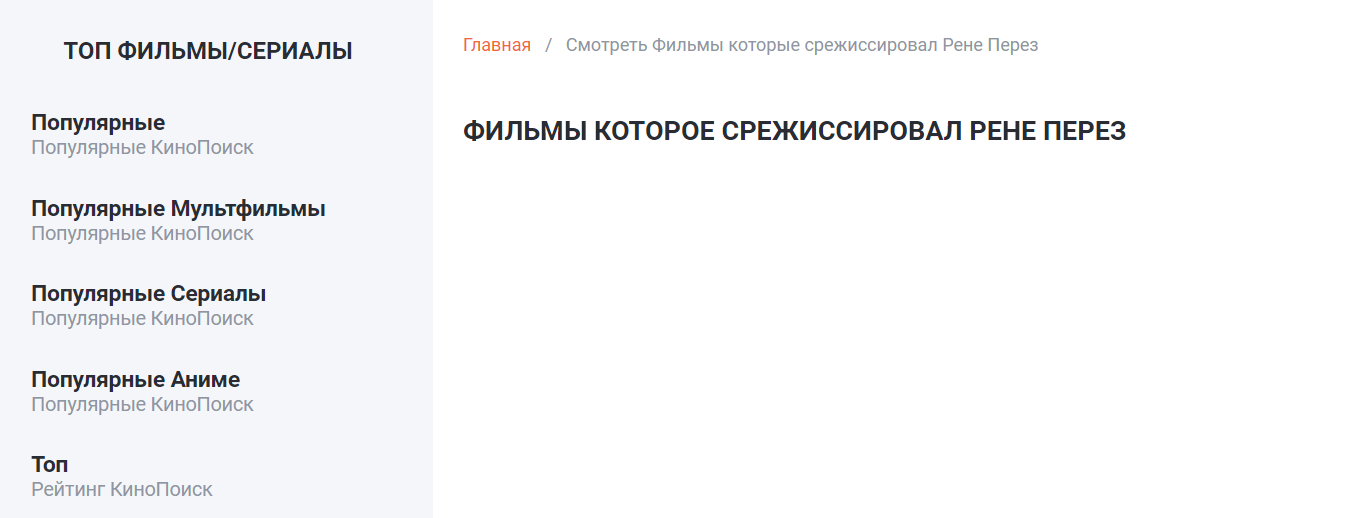 ТОП ФИЛЬМЫ/СЕРИАЛЫ
Популярные
Популярные КиноПоиск
Популярные Мультфильмы
Популярные КиноПоиск
Популярные Сериалы
Популярные КиноПоиск
Популярные Аниме
Популярные КиноПоиск
Топ
Рейтинг КиноПоиск
Главная / Смотреть Фильмы которые срежиссировал Рене Перез
ФИЛЬМЫ КОТОРОЕ СРЕЖИССИРОВАЛ РЕНЕ ПЕРЕЗ